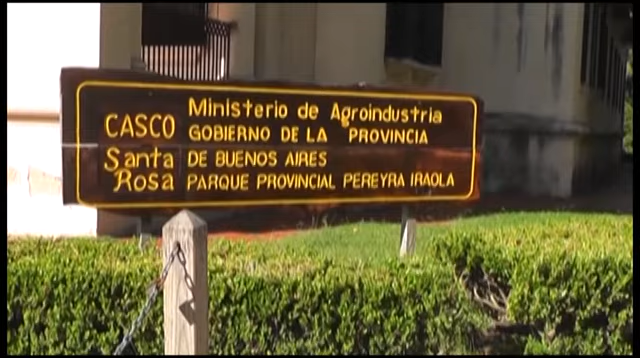 CASCO
Santa
Rosa
Ministerio de Agroindustria
GOBIERNO DE LA PROVINCIA
DE BUENOS AIRES
PARQUE PROVINCIAL PEREYRA IRAOLA